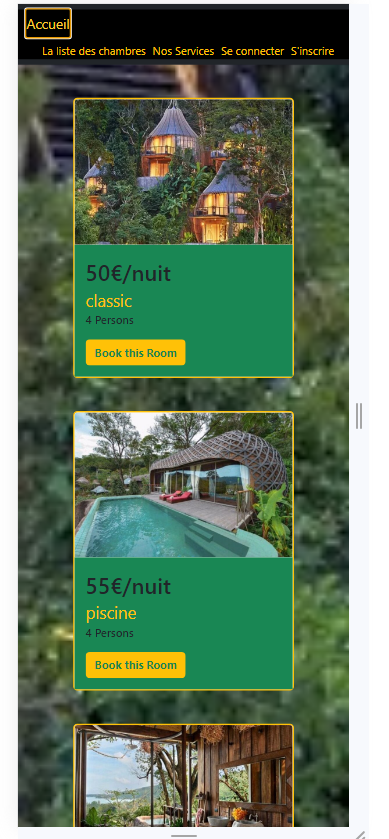 Accueil
La liste des chambres Nos Services Se connecter S'inscrire
50€/nuit
classic
4 Persons
Book this Room
55€/nuit
piscine
4 Persons
Book this Room